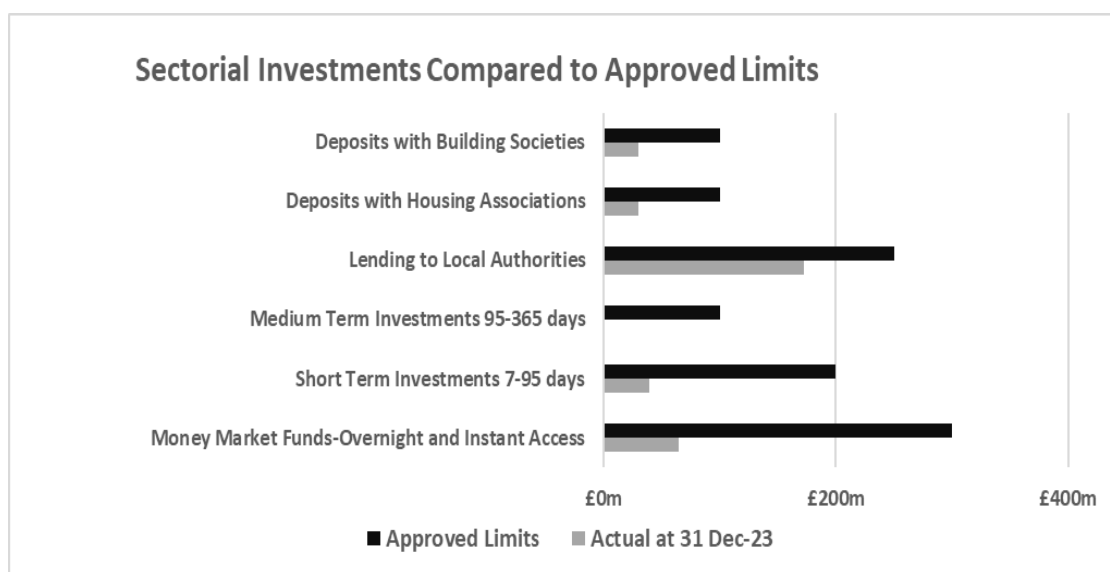 Sectorial Investments Compared to Approved Limits
Deposits with Building Societies
Deposits with Housing Associations
Lending to Local Authorities
Medium Term Investments 95-365 days
Short Term Investments 7-95 days
Money Market Funds-Overnight and Instant Access
£0m £200m £400m
Approved Limits Actual at 31 Dec-23